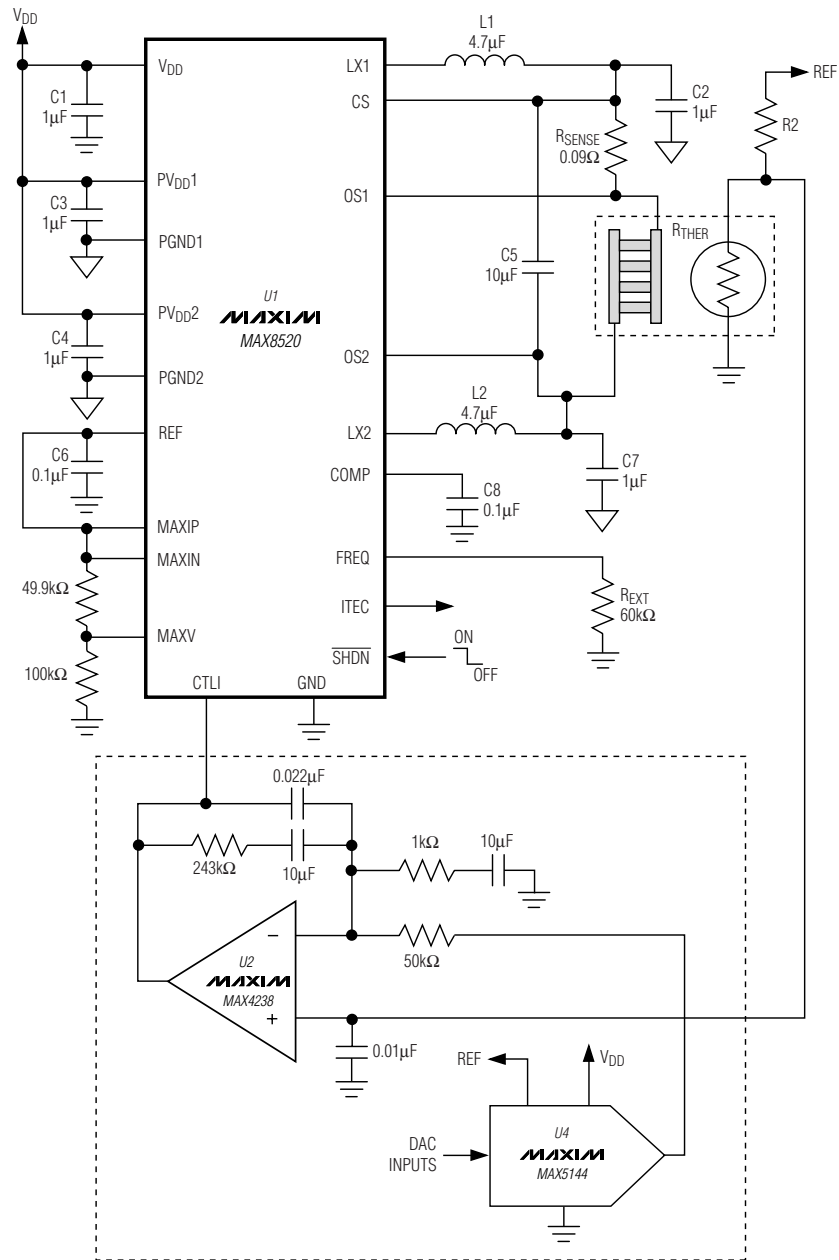 VDD
VDD
C1
1µF
PVDD1
C3
1µF
PGND1
PVDD2
C4
1µF
PGND2
REF
C6
0.1µF
MAXIP
MAXIN
49.9kΩ
MAXV
100kΩ
CTLI
GND
U1
MAXIM
MAX8520
LX1
CS
OS1
OS2
LX2
COMP
FREQ
ITEC
SHDN
L1
4.7µF
C2
1µF
RSENSE
0.09Ω
C5
10µF
RTHER
REF
R2
L2
4.7µF
C7
1µF
C8
0.1µF
REXT
60kΩ
ON
OFF
0.022µF
243kΩ
10µF
1kΩ
10µF
50kΩ
−
U2
MAXIM
MAX4238
+
0.01µF
REF
VDD
DAC
INPUTS
U4
MAXIM
MAX5144